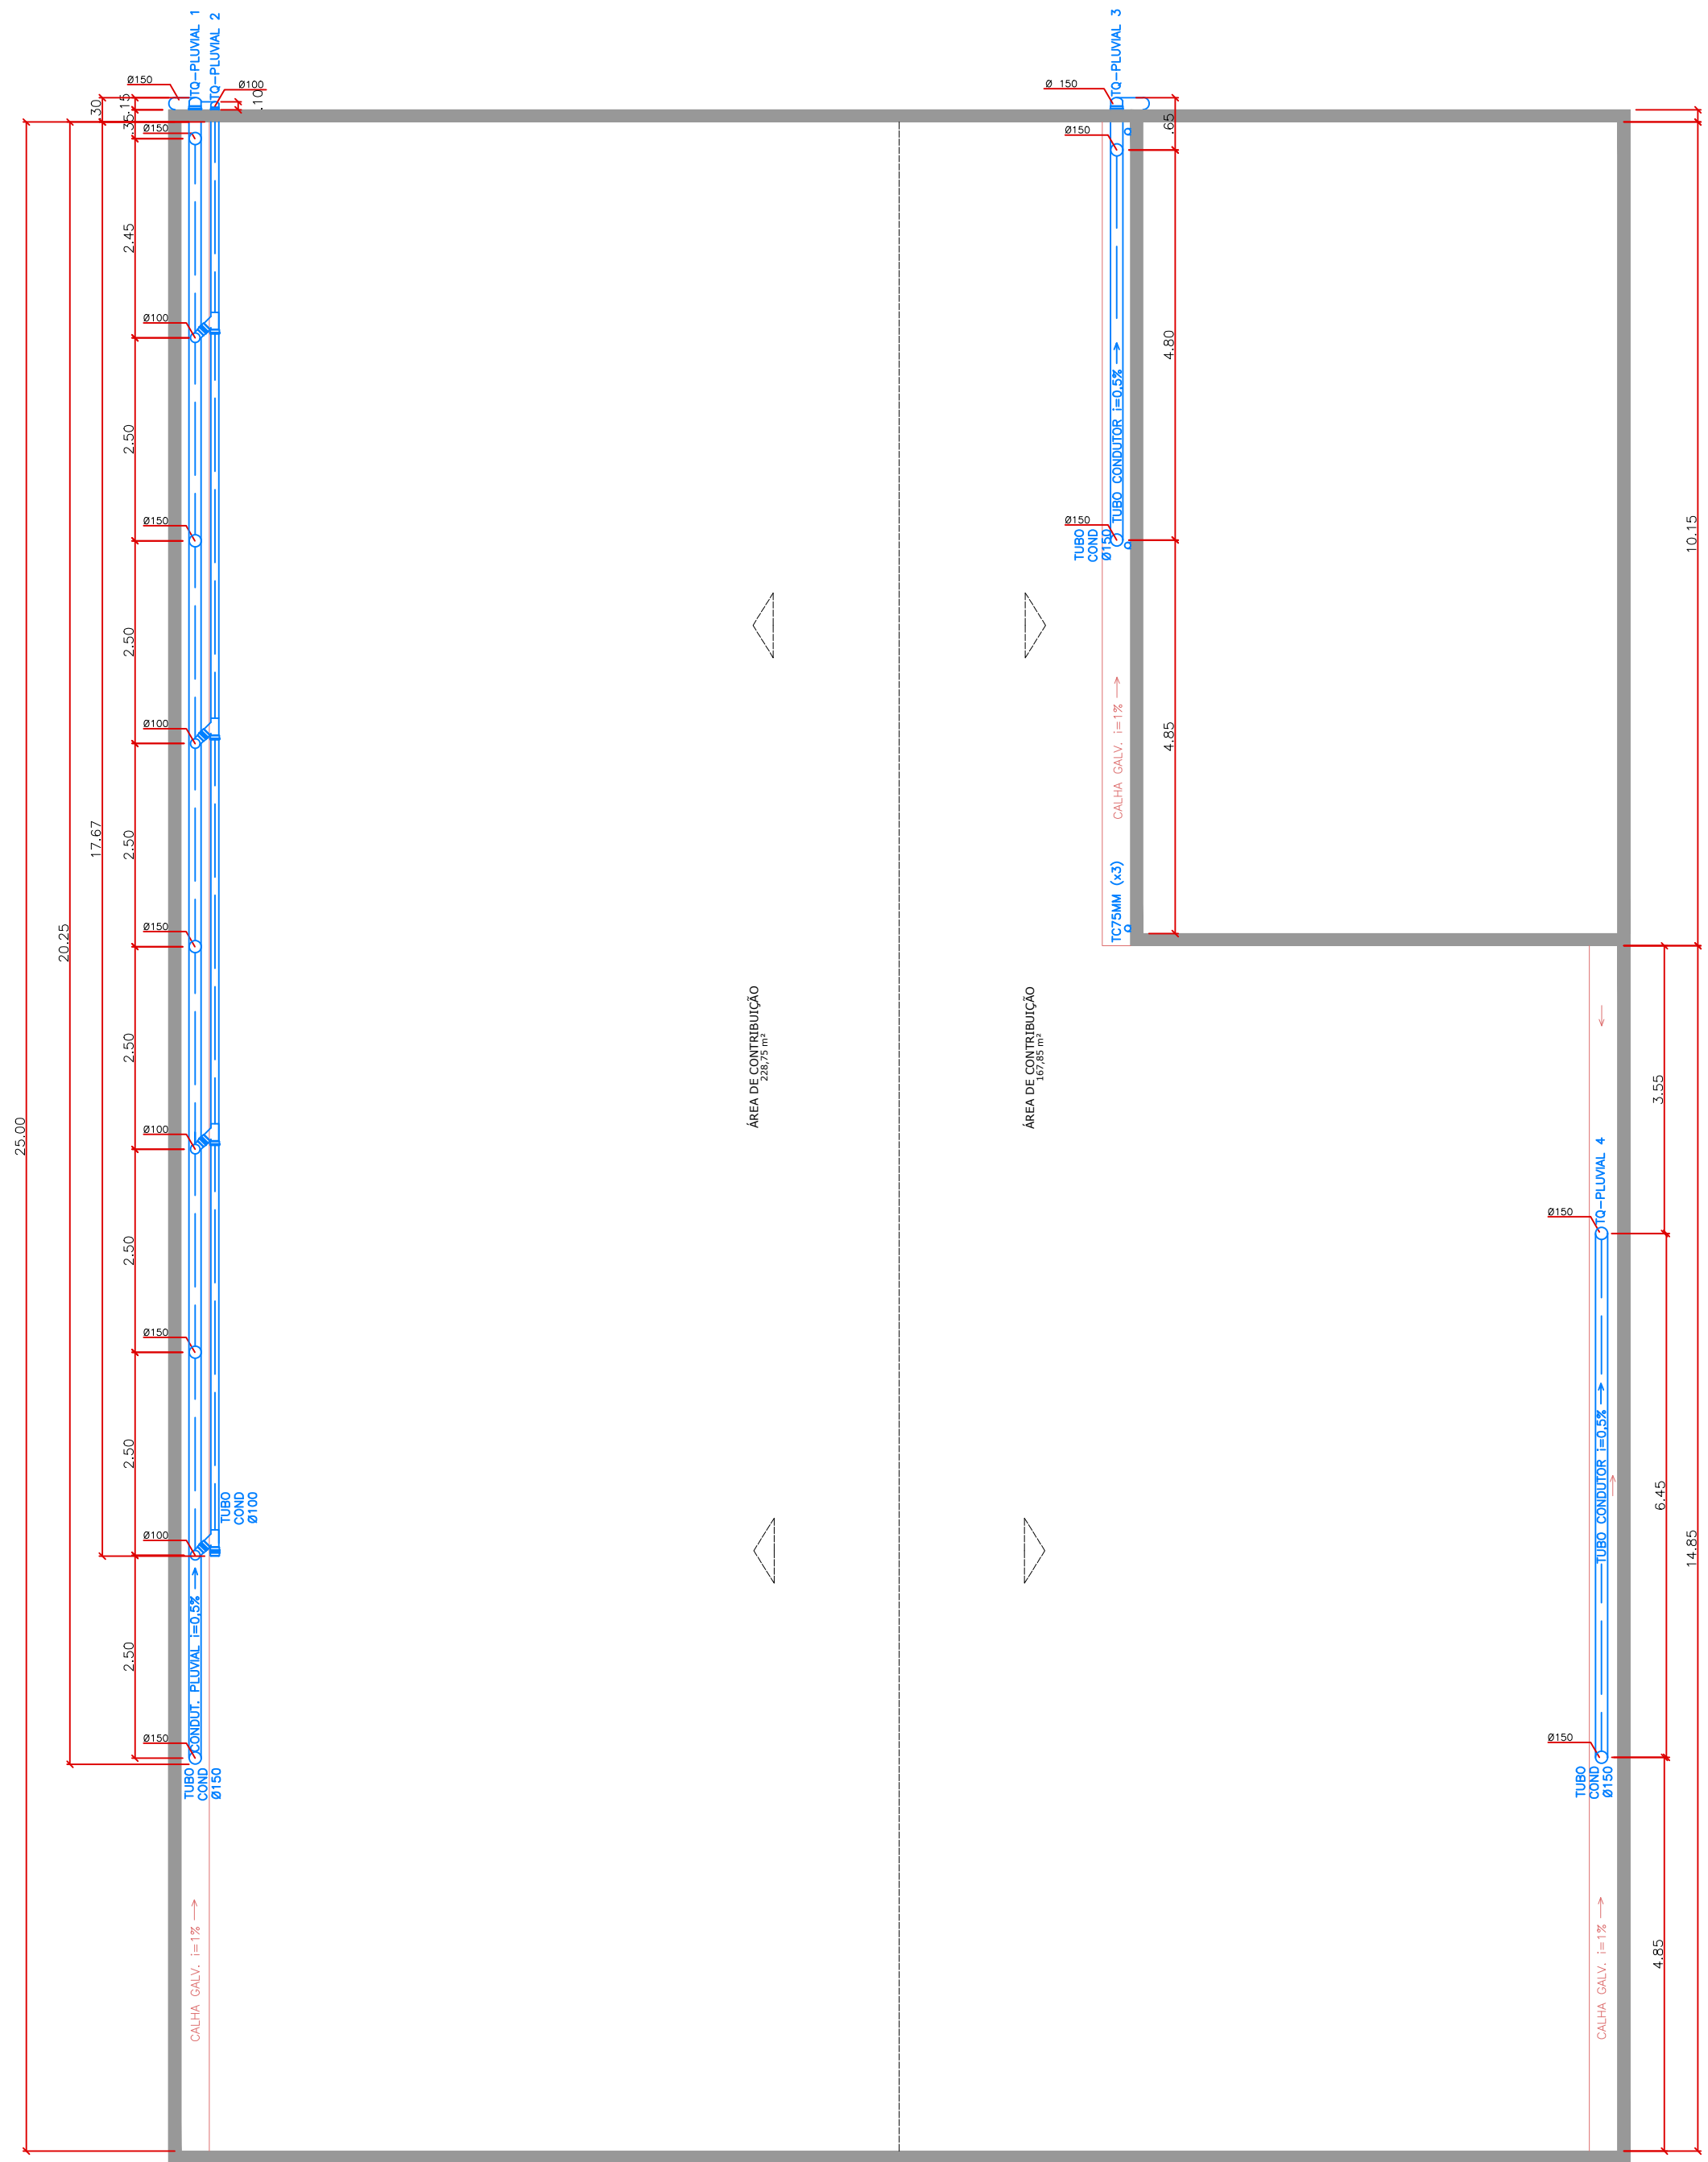 TQ-PLUVIAL 1
TQ-PLUVIAL 2
TQ-PLUVIAL 3
Ø150
Ø100
Ø 150
.30
.15
.10
.35
.65
Ø150
Ø150
2.45
Ø100
2.50
Ø150
2.50
Ø100
2.50
Ø150
2.50
Ø100
2.50
Ø150
2.50
Ø100
2.50
Ø150
17.67
20.25
25.00
CONDUT. PLUVIAL i=0,5%
TUBO
COND
Ø150
TUBO
COND
Ø100
CALHA GALV. i=1%
ÁREA DE CONTRIBUIÇÃO
228,75 m²
ÁREA DE CONTRIBUIÇÃO
167,85 m²
TUBO CONDUTOR i=0,5%
Ø150
TUBO
COND
Ø150
4.80
4.85
CALHA GALV. i=1%
TC75MM (x3)
10.15
3.55
TQ-PLUVIAL 4
Ø150
TUBO CONDUTOR i=0,5%
6.45
14.85
Ø150
TUBO
COND
Ø150
CALHA GALV. i=1%
4.85